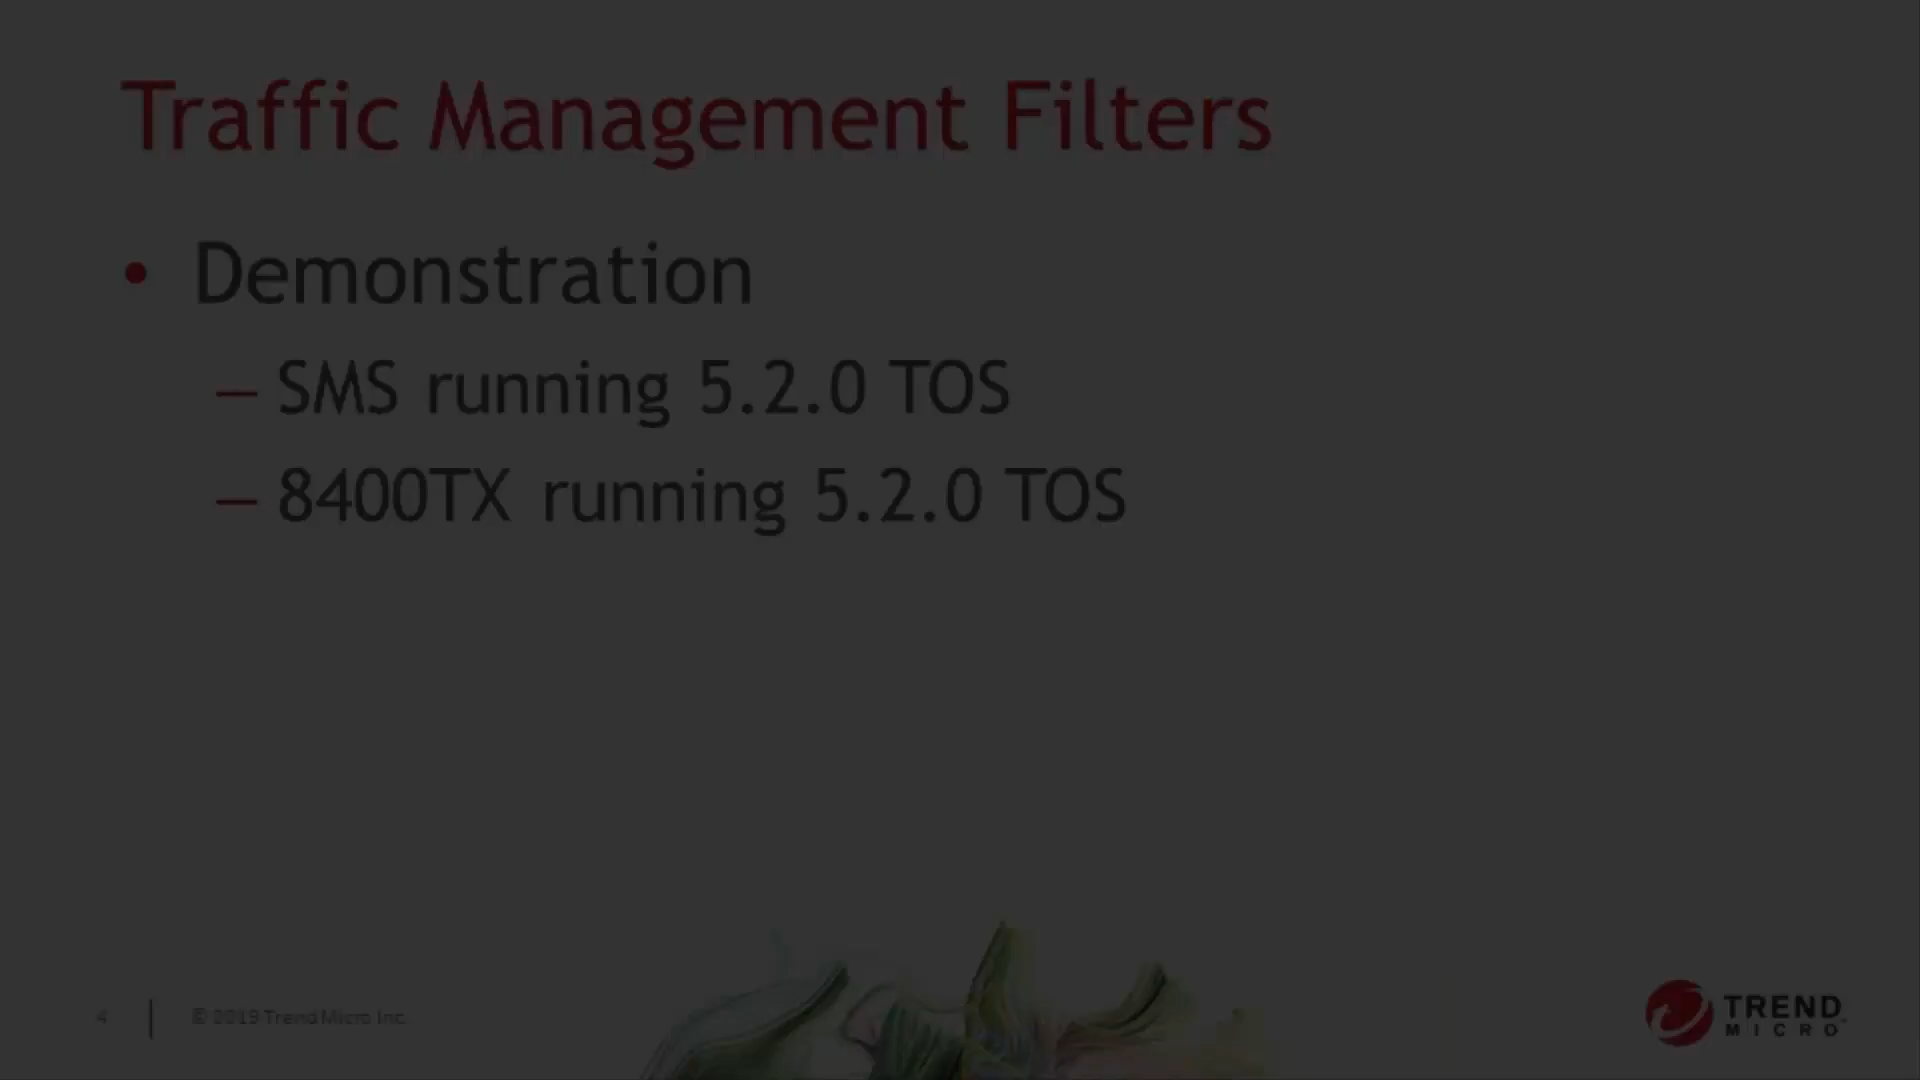 Traffic Management Filters
• Demonstration
– SMS running 5.2.0 TOS
– 8400TX running 5.2.0 TOS
4
© 2019 Trend Micro Inc.
TREND
MICRO